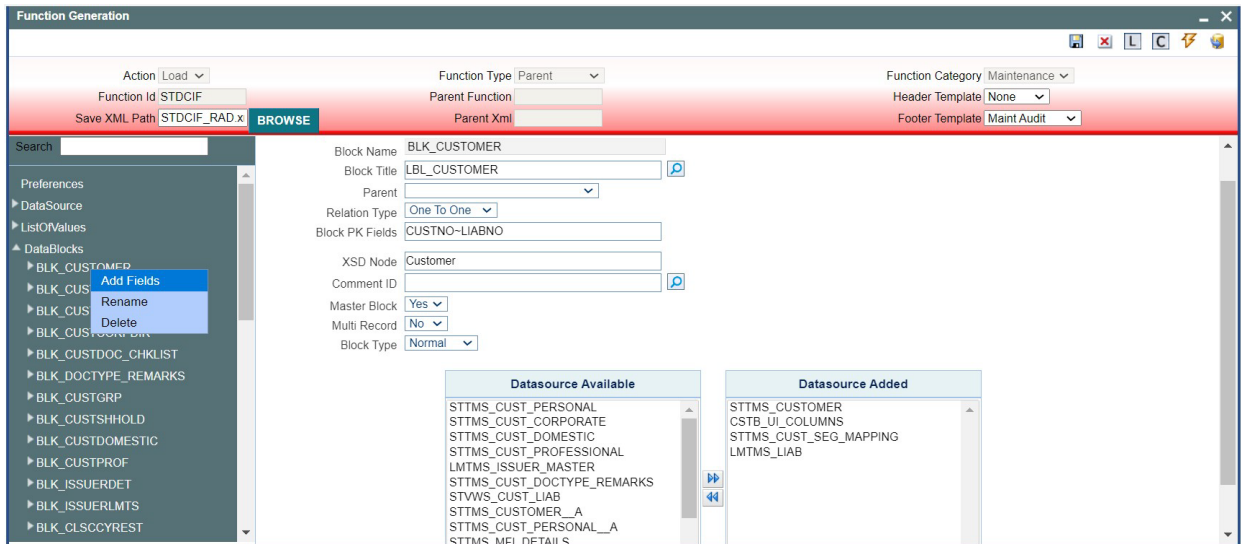 Function Generation
L C
Action Load Function Type Parent Function Category Maintenance
Function Id STDCIF Parent Function Header Template None
Save XML Path STDCIF_RAD.x BROWSE Parent Xml Footer Template Maint Audit
Search
Preferences
DataSource
ListOfValues
DataBlocks
BLK_CUSTOMER
BLK_CUS
BLK_CUS
BLK_CUSTDOC_CHKLIST
BLK_DOCTYPE_REMARKS
BLK_CUSTGRP
BLK_CUSTSHHOLD
BLK_CUSTDOMESTIC
BLK_CUSTPROF
BLK_ISSUERDET
BLK_ISSUERLMTS
BLK_CLSCCYREST
Add Fields
Rename
Delete
Block Name BLK_CUSTOMER
Block Title LBL_CUSTOMER
Parent
Relation Type One To One
Block PK Fields CUSTNO~LIABNO
XSD Node Customer
Comment ID
Master Block Yes
Multi Record No
Block Type Normal
Datasource Available
STTMS_CUST_PERSONAL
STTMS_CUST_CORPORATE
STTMS_CUST_DOMESTIC
STTMS_CUST_PROFESSIONAL
LMTMS_ISSUER_MASTER
STTMS_CUST_DOCTYPE_REMARKS
STVWS_CUST_LIAB
STTMS_CUSTOMER__A
STTMS_CUST_PERSONAL__A
STTMS_MFI_DETAILS
Datasource Added
STTMS_CUSTOMER
CSTB_UI_COLUMNS
STTMS_CUST_SEG_MAPPING
LMTMS_LIAB